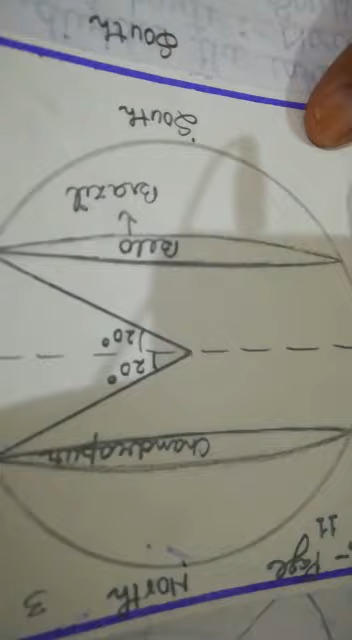 North 3
Page
11
Chandrapur
20°
20°
Belo
Brazil
South
South